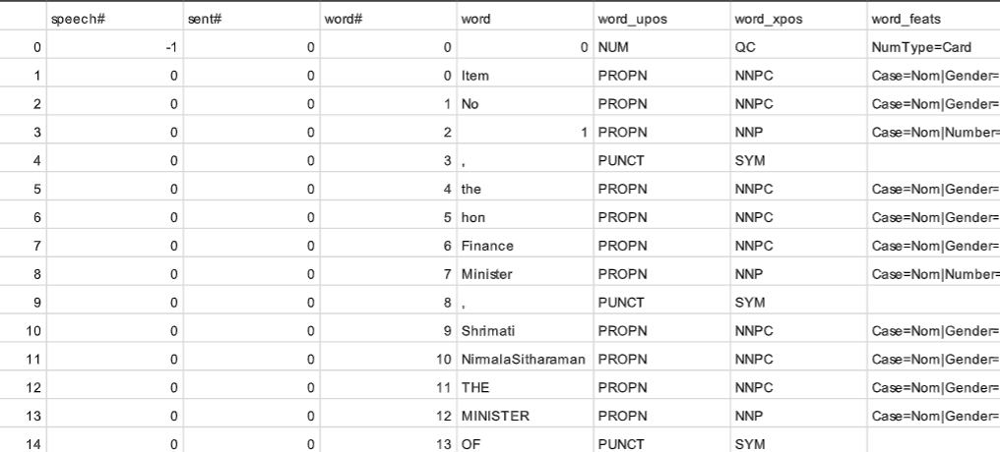 speech# sent# word# word word_upos word_xpos word_feats
0 -1 0 0 0 NUM QC NumType=Card
1 0 0 0 Item PROPN NNPC Case=Nom|Gender=
2 0 0 1 No PROPN NNPC Case=Nom|Gender=
3 0 0 2 1 PROPN NNP Case=Nom|Number=
4 0 0 3 , PUNCT SYM
5 0 0 4 the PROPN NNPC Case=Nom|Gender=
6 0 0 5 hon PROPN NNPC Case=Nom|Gender=
7 0 0 6 Finance PROPN NNPC Case=Nom|Gender=
8 0 0 7 Minister PROPN NNP Case=Nom|Number=
9 0 0 8 , PUNCT SYM
10 0 0 9 Shrimati PROPN NNPC Case=Nom|Gender=
11 0 0 10 NirmalaSitharaman PROPN NNPC Case=Nom|Gender=
12 0 0 11 THE PROPN NNPC Case=Nom|Gender=
13 0 0 12 MINISTER PROPN NNP Case=Nom|Gender=
14 0 0 13 OF PUNCT SYM